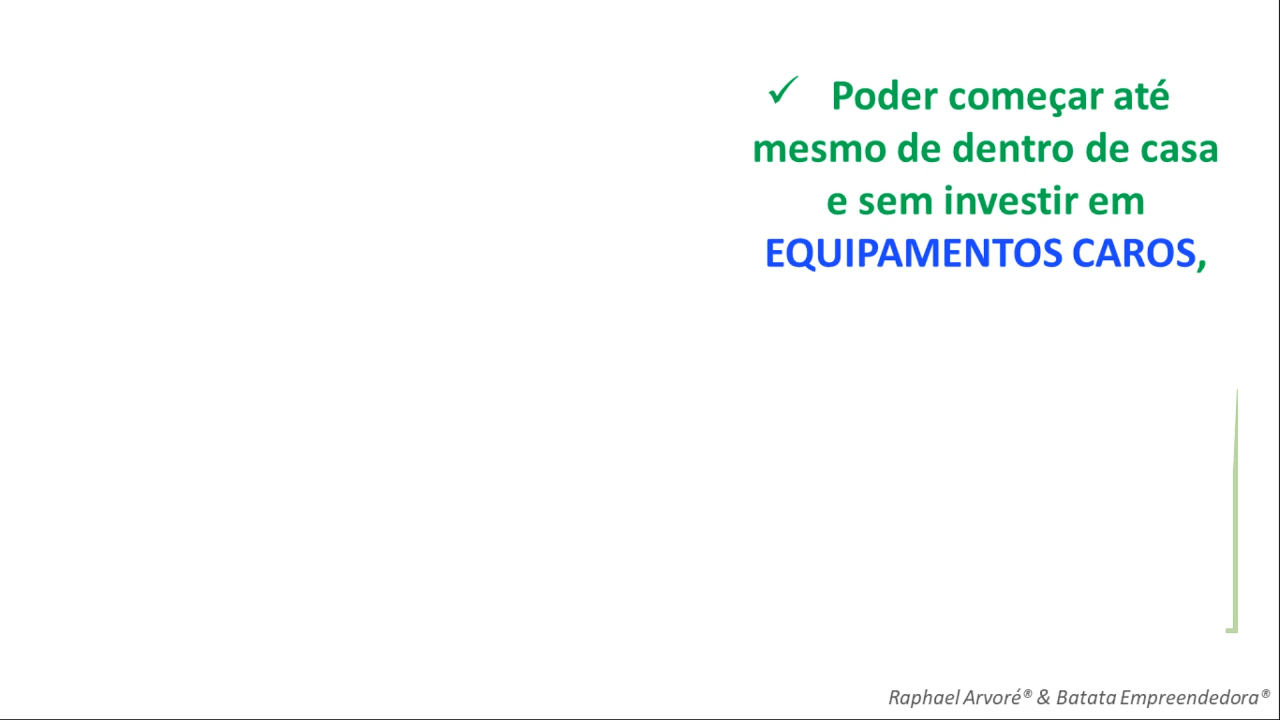 ✓ Poder começar até
mesmo de dentro de casa
e sem investir em
EQUIPAMENTOS CAROS,
Raphael Arvoré® & Batata Empreendedora®